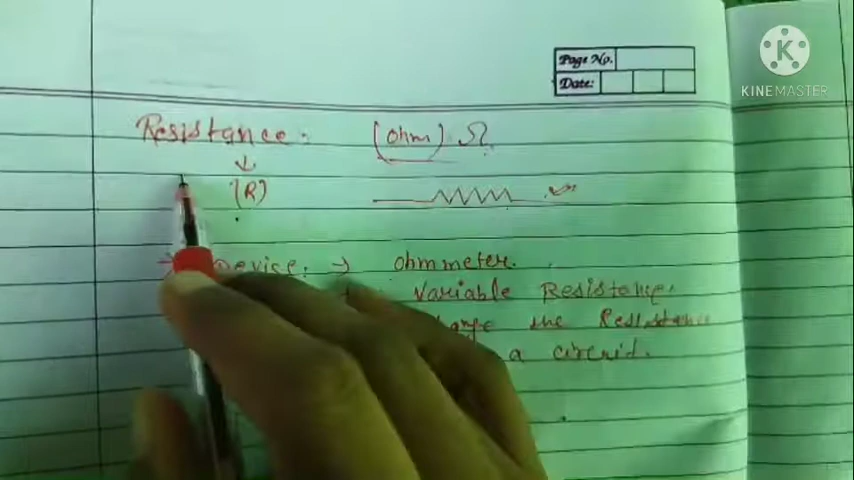 Page No.
Date:
K
KINEMASTER
Resistance : (ohm) Ω
↓
(R)
→ Device : → ohmmeter.
Variable Resistance.
the Resistance
a circuit.